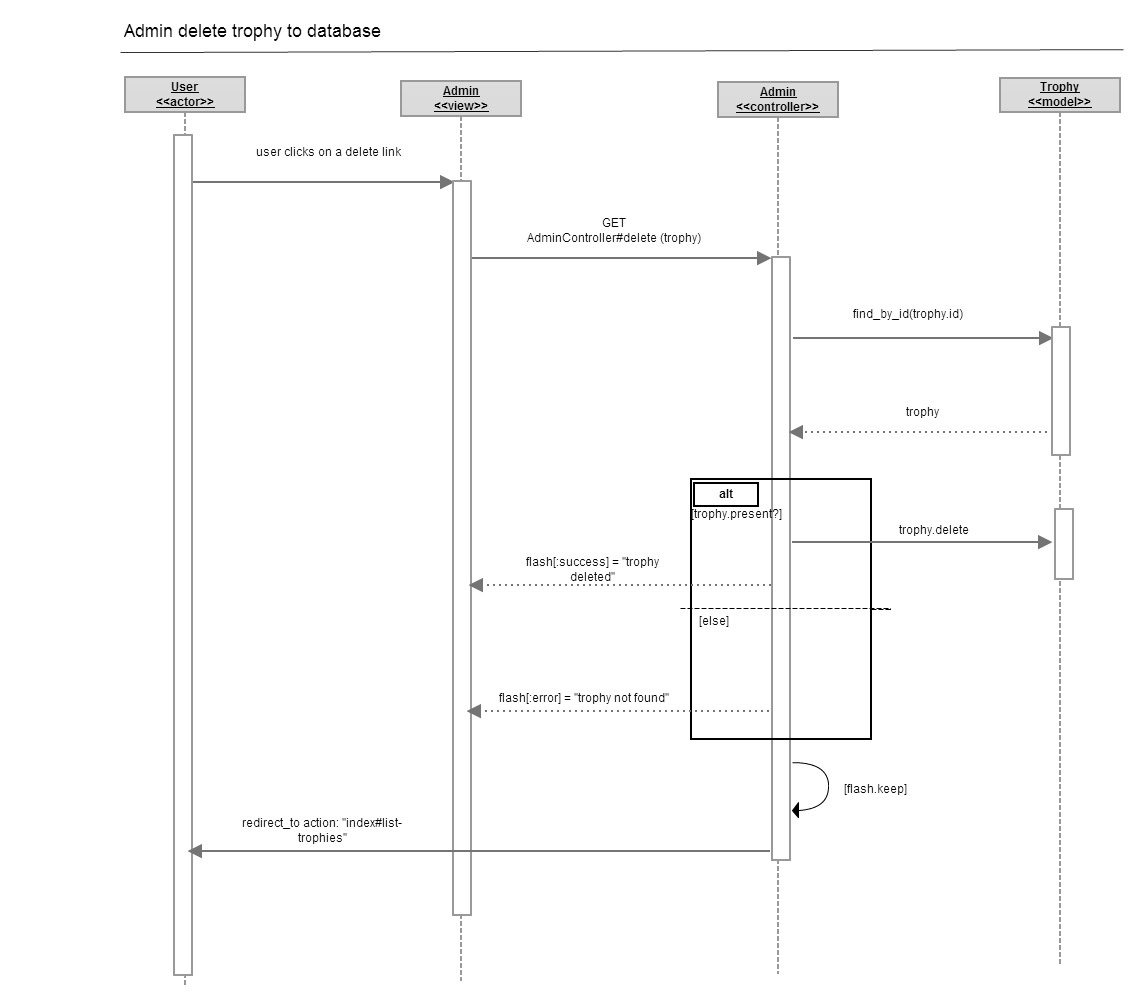 Admin delete trophy to database
User
<<actor>>
Admin
<<view>>
Admin
<<controller>>
Trophy
<<model>>
user clicks on a delete link
GET
AdminController#delete (trophy)
find_by_id(trophy.id)
trophy
alt
[trophy.present?]
trophy.delete
flash[:success] = "trophy
deleted"
[else]
flash[:error] = "trophy not found"
[flash.keep]
redirect_to action: "index#list-
trophies"